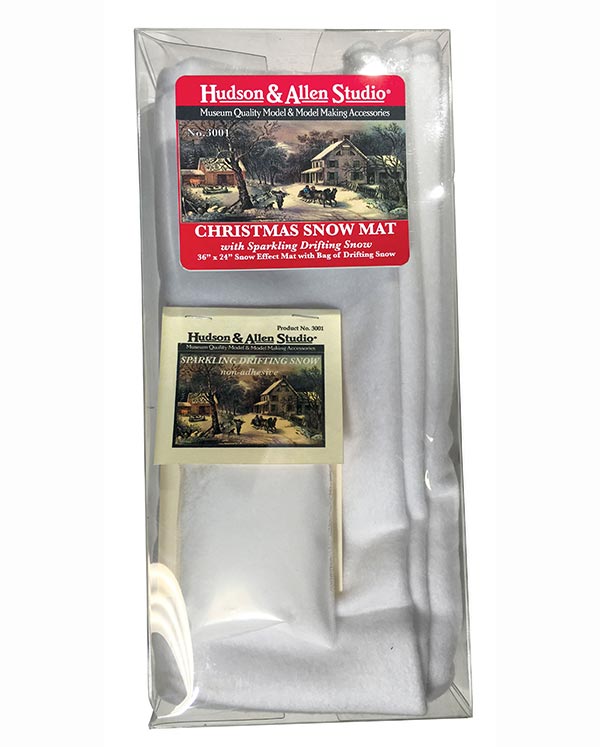 Hudson & Allen Studio®
Museum Quality Model & Model Making Accessories
No.3001
CHRISTMAS SNOW MAT
with Sparkling Drifting Snow
36" x 24" Snow Effect Mat with Bag of Drifting Snow
Product No. 3001
Hudson & Allen Studio®
Museum Quality Model & Model Making Accessories
SPARKLING DRIFTING SNOW
non-adhesive